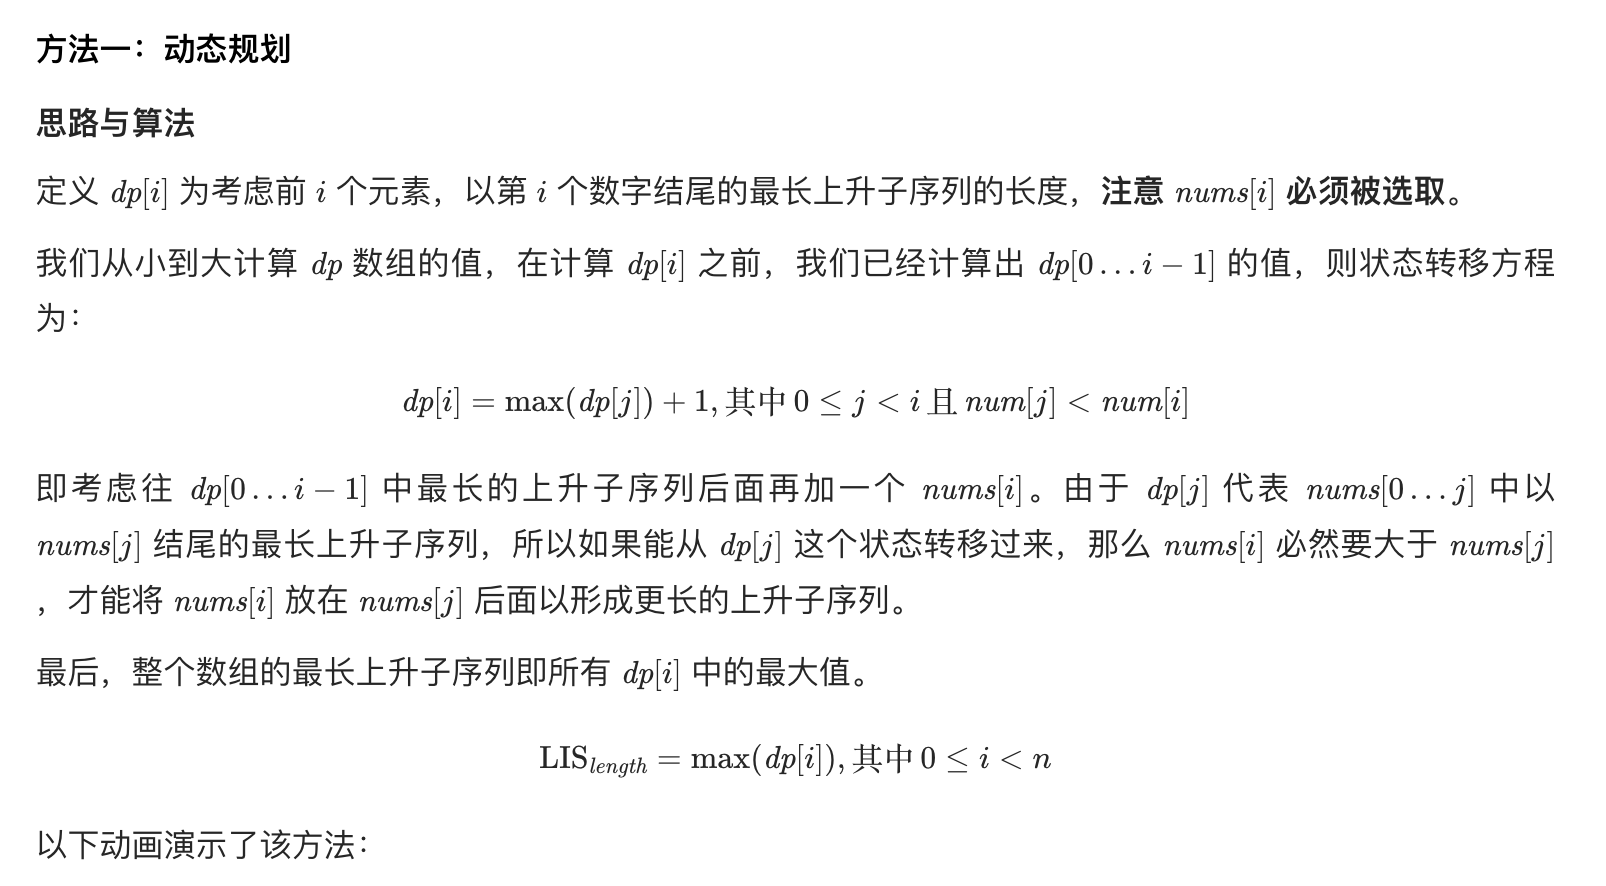 方法一：动态规划
思路与算法
定义 dp[i] 为考虑前 i 个元素，以第 i 个数字结尾的最长上升子序列的长度，注意 nums[i] 必须被选取。
我们从小到大计算 dp 数组的值，在计算 dp[i] 之前，我们已经计算出 dp[0…i − 1] 的值，则状态转移方程
为：
dp[i] = max(dp[j]) + 1, 其中 0 ≤ j < i 且 num[j] < num[i]
即考虑往 dp[0…i − 1] 中最长的上升子序列后面再加一个 nums[i]。由于 dp[j] 代表 nums[0…j] 中以
nums[j] 结尾的最长上升子序列，所以如果能从 dp[j] 这个状态转移过来，那么 nums[i] 必然要大于 nums[j]
，才能将 nums[i] 放在 nums[j] 后面以形成更长的上升子序列。
最后，整个数组的最长上升子序列即所有 dp[i] 中的最大值。
LIS_length = max(dp[i]), 其中 0 ≤ i < n
以下动画演示了该方法：